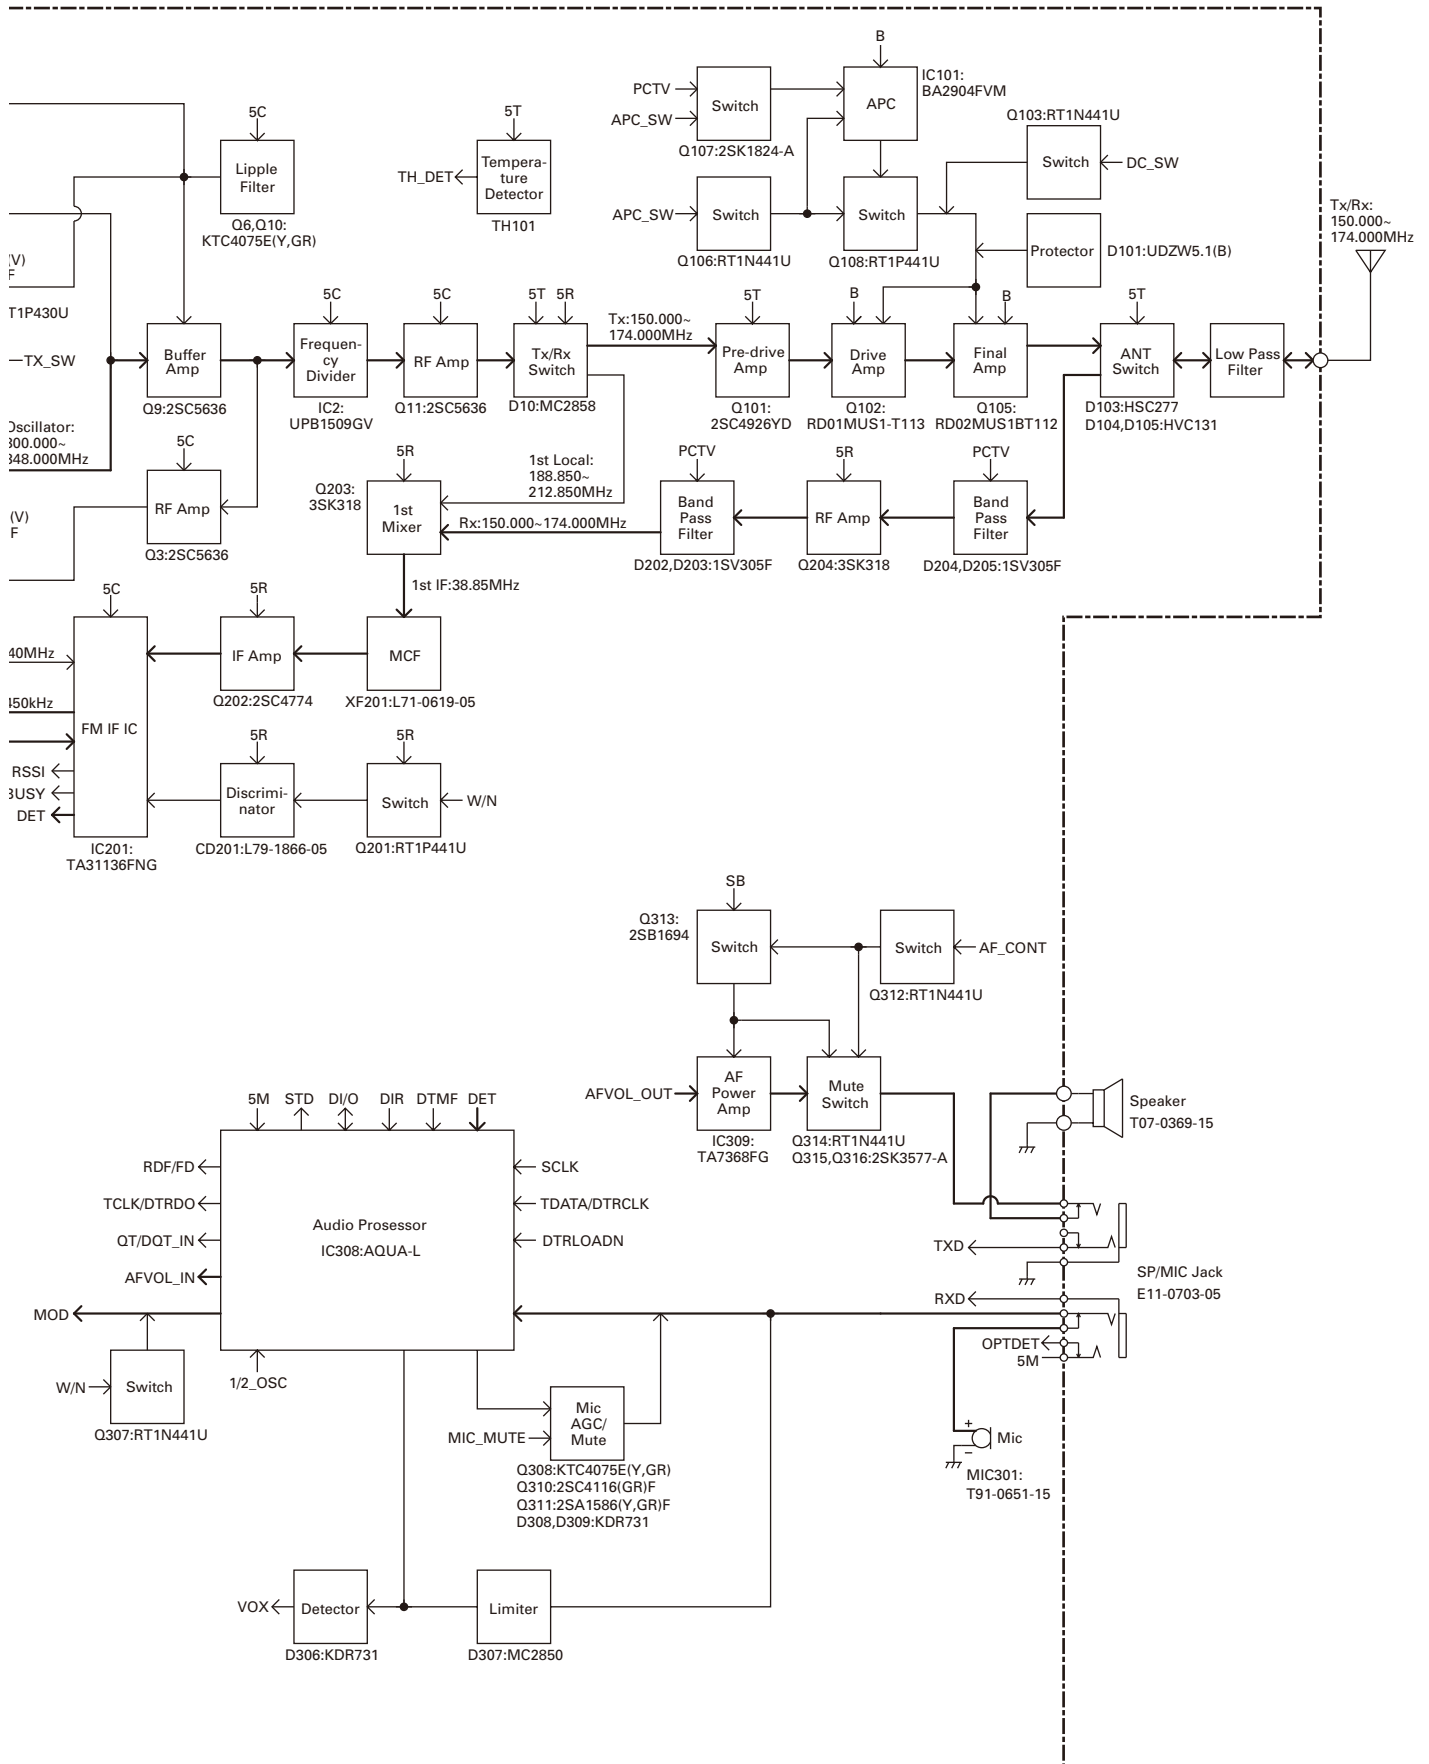 B
IC101:
BA2904FVM
PCTV
APC_SW
Switch
APC
Q107:2SK1824-A
Q103:RT1N441U
Switch
DC_SW
5C
Lipple
Filter
Q6,Q10:
KTC4075E(Y,GR)
5T
TH_DET
Tempera-
ture
Detector
TH101
APC_SW
Switch
Q106:RT1N441U
Switch
Q108:RT1P441U
Protector
D101:UDZW5.1(B)
Tx/Rx:
150.000~
174.000MHz
(V)
F
T1P430U
TX_SW
Oscillator:
300.000~
348.000MHz
Buffer
Amp
Q9:2SC5636
5C
Frequen-
cy
Divider
IC2:
UPB1509GV
5C
RF Amp
Q11:2SC5636
5T
5R
Tx/Rx
Switch
D10:MC2858
Tx:150.000~
174.000MHz
5T
Pre-drive
Amp
Q101:
2SC4926YD
B
Drive
Amp
Q102:
RD01MUS1-T113
B
Final
Amp
Q105:
RD02MUS1BT112
5T
ANT
Switch
D103:HSC277
D104,D105:HVC131
Low Pass
Filter
5C
RF Amp
Q3:2SC5636
(V)
F
5R
Q203:
3SK318
1st
Mixer
1st Local:
188.850~
212.850MHz
Rx:150.000~174.000MHz
PCTV
Band
Pass
Filter
D202,D203:1SV305F
5R
RF Amp
Q204:3SK318
PCTV
Band
Pass
Filter
D204,D205:1SV305F
1st IF:38.85MHz
5C
40MHz
450kHz
FM IF IC
RSSI
BUSY
DET
IC201:
TA31136FNG
5R
IF Amp
Q202:2SC4774
MCF
XF201:L71-0619-05
5R
Discrimi-
nator
CD201:L79-1866-05
5R
Switch
W/N
Q201:RT1P441U
SB
Q313:
2SB1694
Switch
Switch
AF_CONT
Q312:RT1N441U
AFVOL_OUT
AF
Power
Amp
IC309:
TA7368FG
Mute
Switch
Q314:RT1N441U
Q315,Q316:2SK3577-A
Speaker
T07-0369-15
5M STD DI/O DIR DTMF DET
RDF/FD
TCLK/DTRDO
QT/DQT_IN
AFVOL_IN
MOD
Audio Prosessor
IC308:AQUA-L
SCLK
TDATA/DTRCLK
DTRLOADN
TXD
SP/MIC Jack
E11-0703-05
RXD
OPTDET
5M
W/N
Switch
Q307:RT1N441U
1/2_OSC
MIC_MUTE
Mic
AGC/
Mute
Q308:KTC4075E(Y,GR)
Q310:2SC4116(GR)F
Q311:2SA1586(Y,GR)F
D308,D309:KDR731
+
–
Mic
MIC301:
T91-0651-15
VOX
Detector
D306:KDR731
Limiter
D307:MC2850